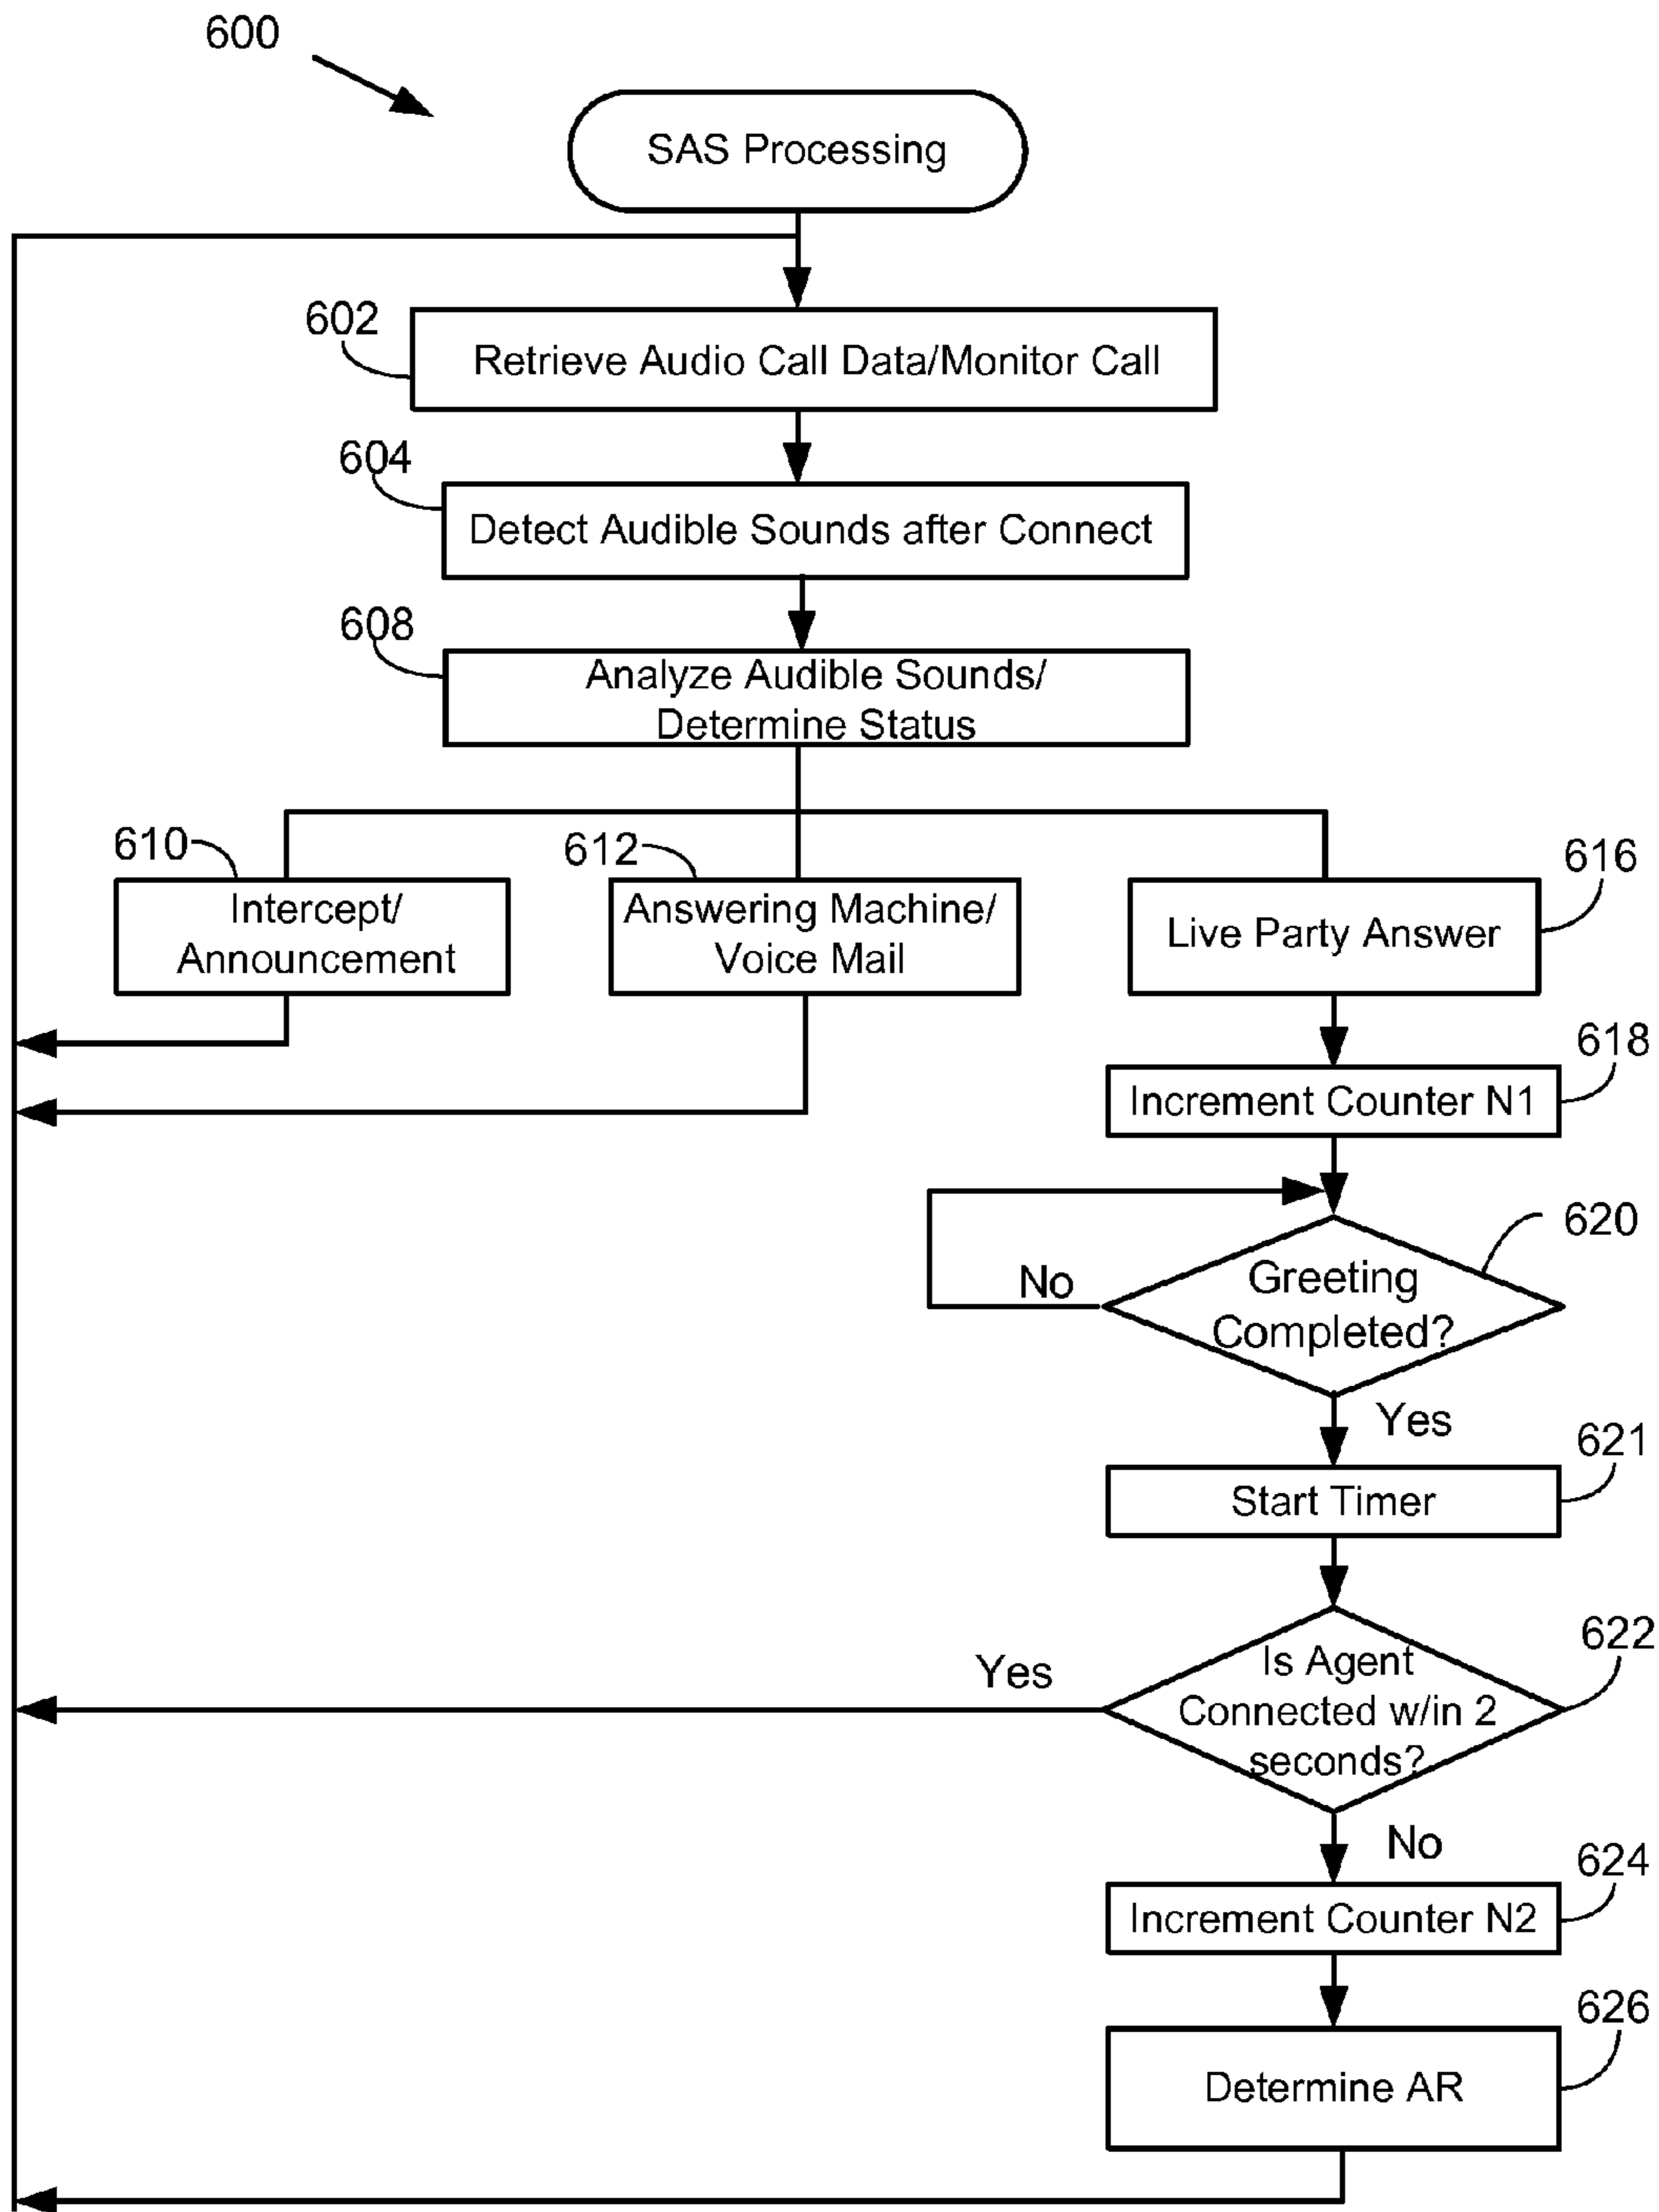 600
SAS Processing
602
Retrieve Audio Call Data/Monitor Call
604
Detect Audible Sounds after Connect
608
Analyze Audible Sounds/
Determine Status
610
Intercept/
Announcement
612
Answering Machine/
Voice Mail
616
Live Party Answer
618
Increment Counter N1
620
Greeting
Completed?
No
Yes
621
Start Timer
622
Is Agent
Connected w/in 2
seconds?
Yes
No
624
Increment Counter N2
626
Determine AR